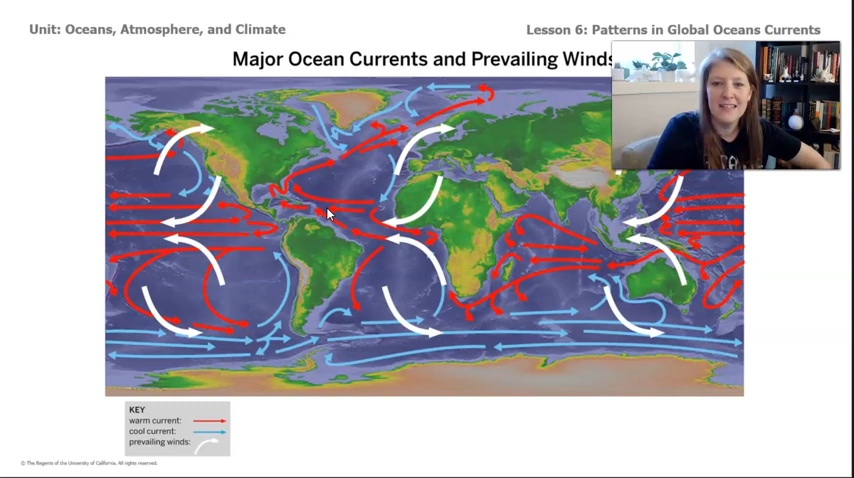 Unit: Oceans, Atmosphere, and Climate
Lesson 6: Patterns in Global Oceans Currents
Major Ocean Currents and Prevailing Winds
KEY
warm current:
cool current:
prevailing winds:
© The Regents of the University of California. All rights reserved.